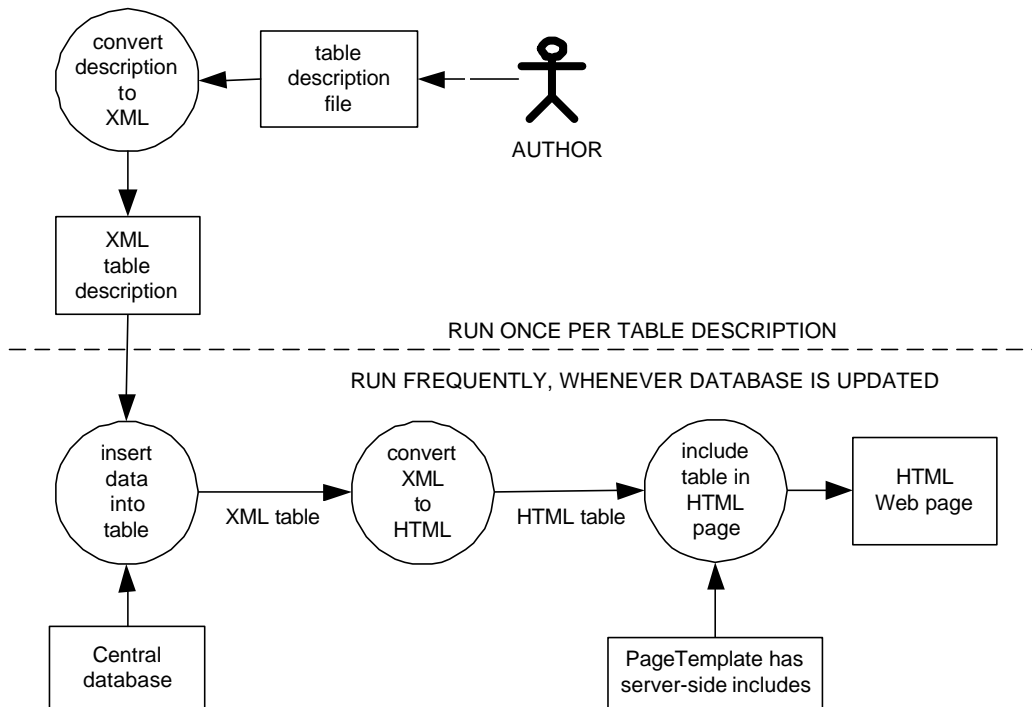 convert
description
to
XML
table
description
file
AUTHOR
XML
table
description
RUN ONCE PER TABLE DESCRIPTION
RUN FREQUENTLY, WHENEVER DATABASE IS UPDATED
insert
data
into
table
XML table
convert
XML
to
HTML
HTML table
include
table in
HTML
page
HTML
Web page
Central
database
PageTemplate has
server-side includes